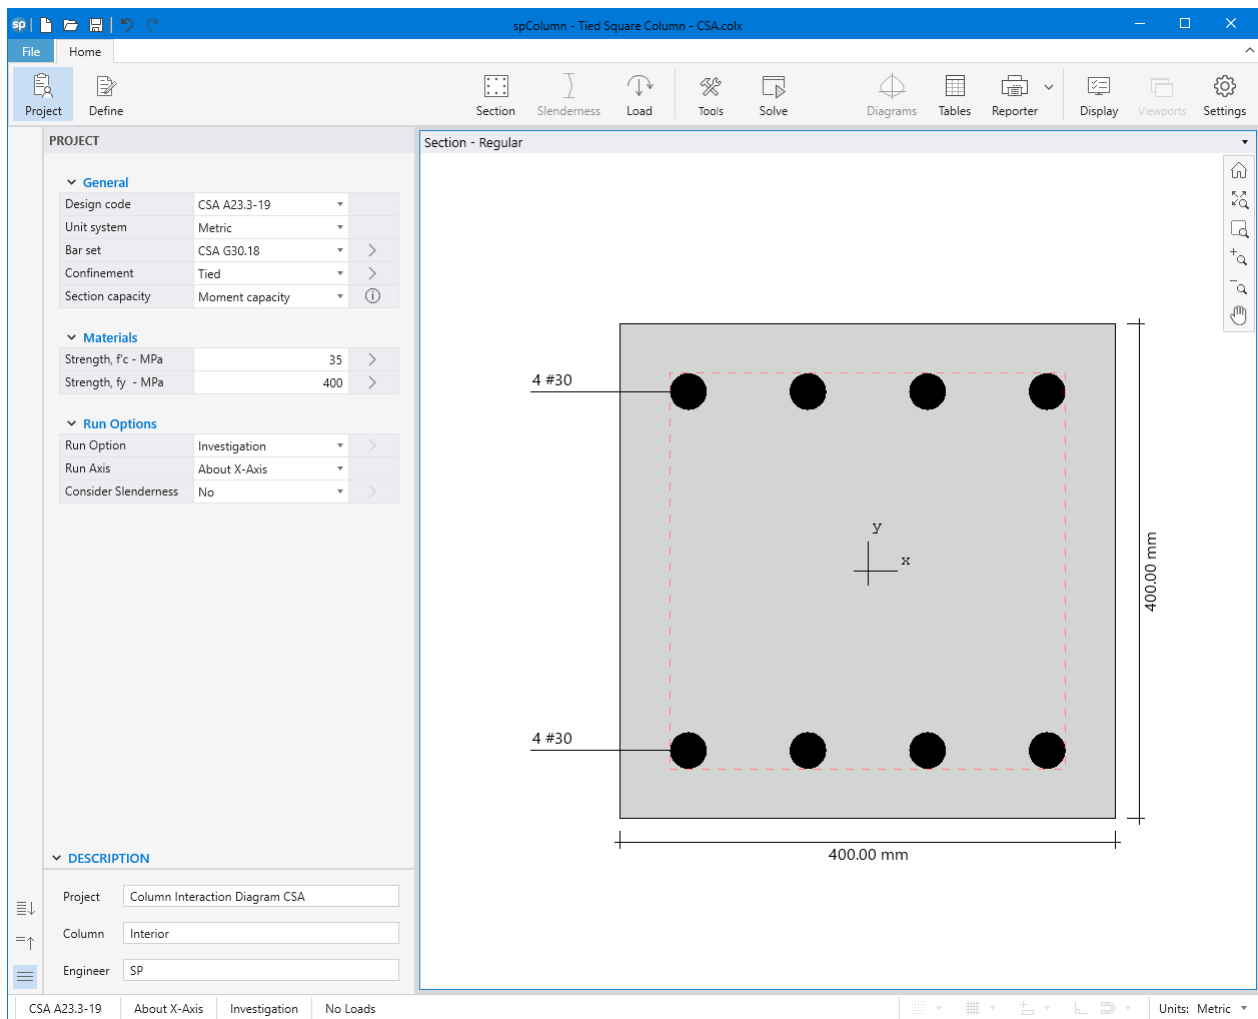 sp
spColumn - Tied Square Column - CSA.colx
File Home
Project Define Section Slenderness Load Tools Solve Diagrams Tables Reporter Display Viewports Settings
PROJECT
General
Design code CSA A23.3-19
Unit system Metric
Bar set CSA G30.18
Confinement Tied
Section capacity Moment capacity
Materials
Strength, f'c - MPa 35
Strength, fy - MPa 400
Run Options
Run Option Investigation
Run Axis About X-Axis
Consider Slenderness No
DESCRIPTION
Project Column Interaction Diagram CSA
Column Interior
Engineer SP
Section - Regular
4 #30
y
x
400.00 mm
4 #30
400.00 mm
CSA A23.3-19 About X-Axis Investigation No Loads Units: Metric